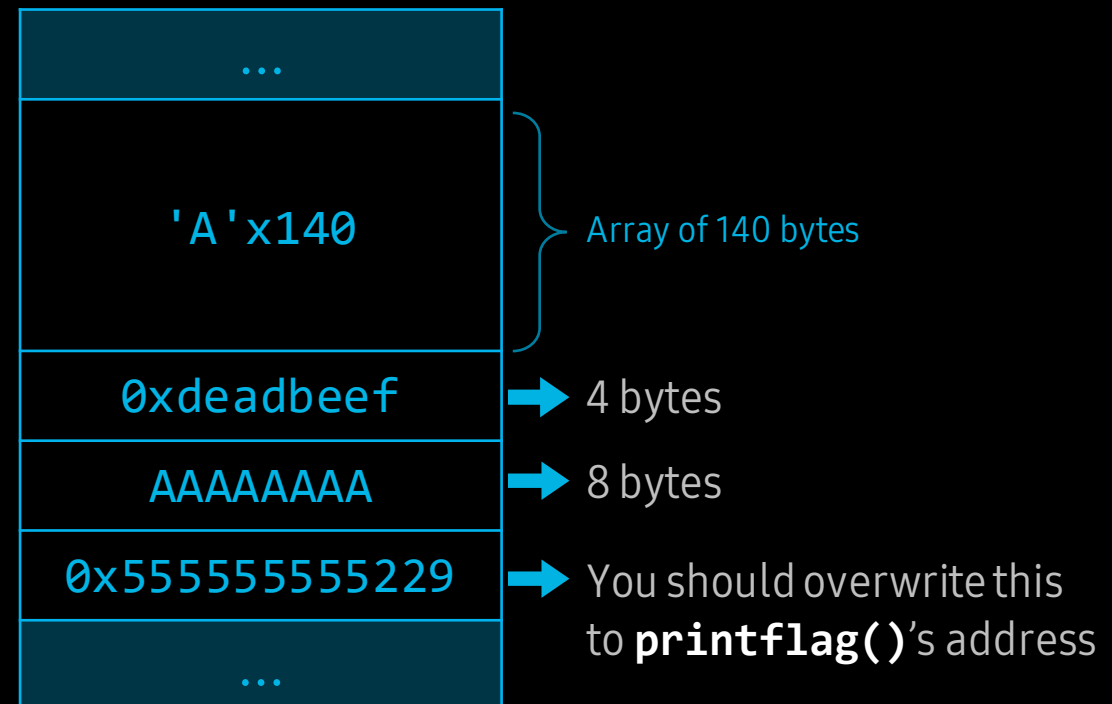 ...
'A'x140
Array of 140 bytes
0xdeadbeef
4 bytes
AAAAAAAA
8 bytes
0x555555555229
You should overwrite this
to printflag()’s address
...